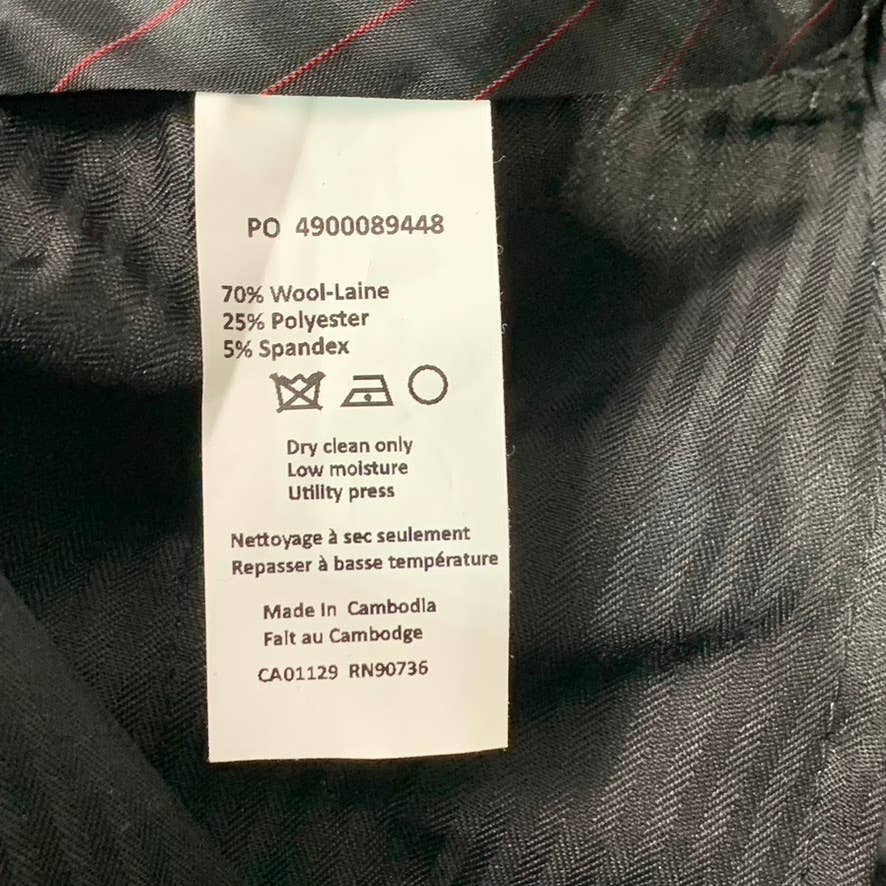 PO 4900089448
70% Wool-Laine
25% Polyester
5% Spandex
Dry clean only
Low moisture
Utility press
Nettoyage à sec seulement
Repasser à basse température
Made In Cambodia
Fait au Cambodge
CA01129 RN90736